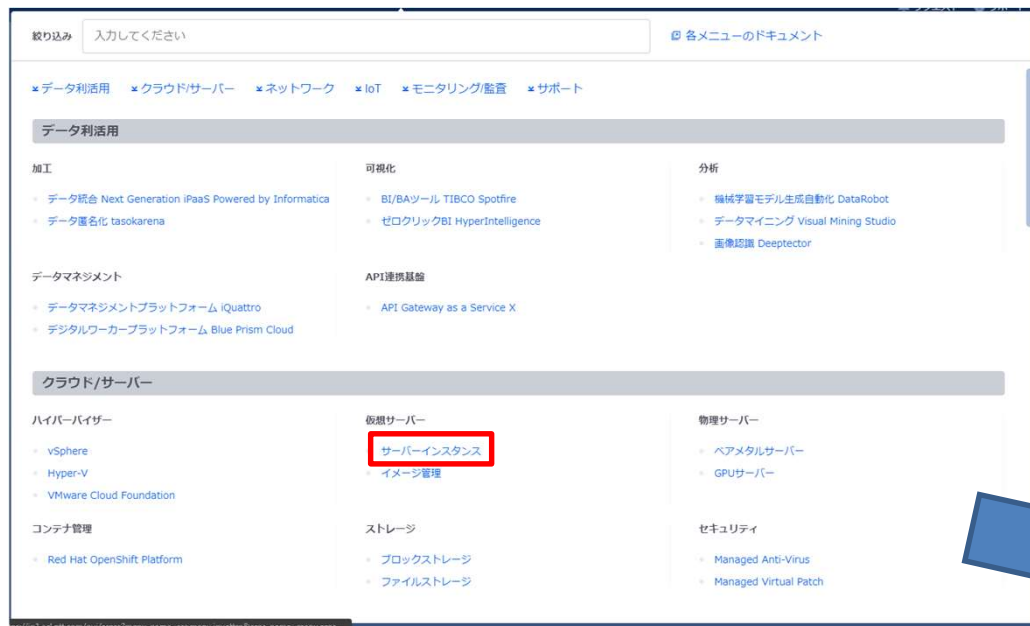 絞り込み 入力してください 各メニューのドキュメント
データ利活用 クラウド/サーバー ネットワーク IoT モニタリング/監査 サポート
データ利活用
加工 可視化 分析
データ統合 Next Generation iPaaS Powered by Informatica BI/BAツール TIBCO Spotfire 機械学習モデル生成自動化 DataRobot
データ匿名化 tasokarena ゼロクリックBI HyperIntelligence データマイニング Visual Mining Studio
画像認識 Deeptector
データマネジメント API連携基盤
データマネジメントプラットフォーム iQuattro API Gateway as a Service X
デジタルワーカープラットフォーム Blue Prism Cloud
クラウド/サーバー
ハイパーバイザー 仮想サーバー 物理サーバー
vSphere サーバーインスタンス ベアメタルサーバー
Hyper-V イメージ管理 GPUサーバー
VMware Cloud Foundation
コンテナ管理 ストレージ セキュリティ
Red Hat OpenShift Platform ブロックストレージ Managed Anti-Virus
ファイルストレージ Managed Virtual Patch